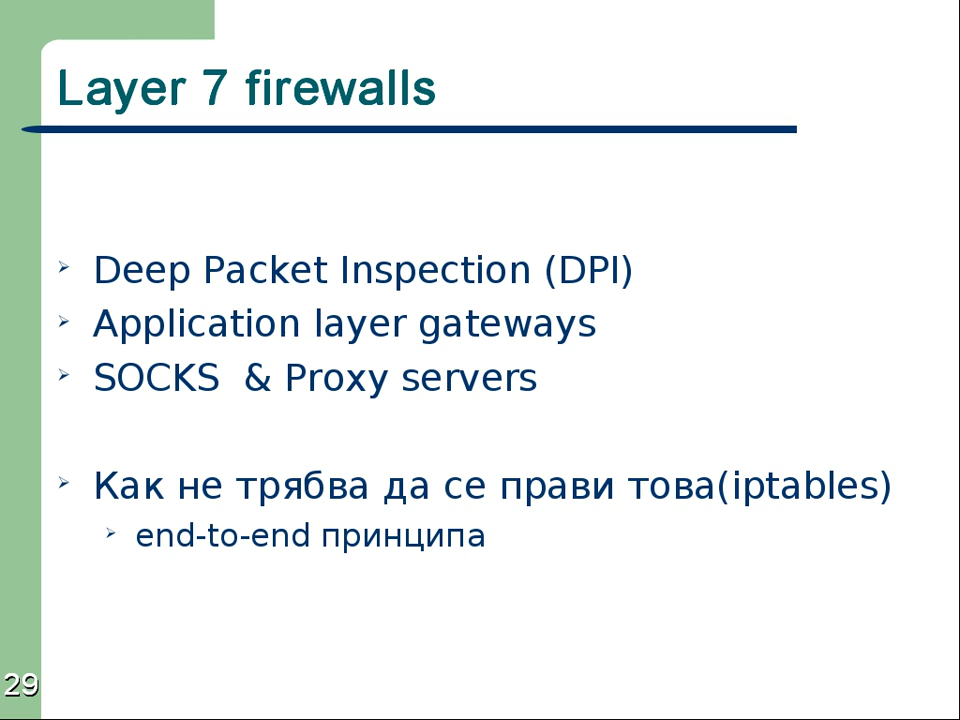 Layer 7 firewalls
Deep Packet Inspection (DPI)
Application layer gateways
SOCKS & Proxy servers
Как не трябва да се прави това(iptables)
end-to-end принципа
29